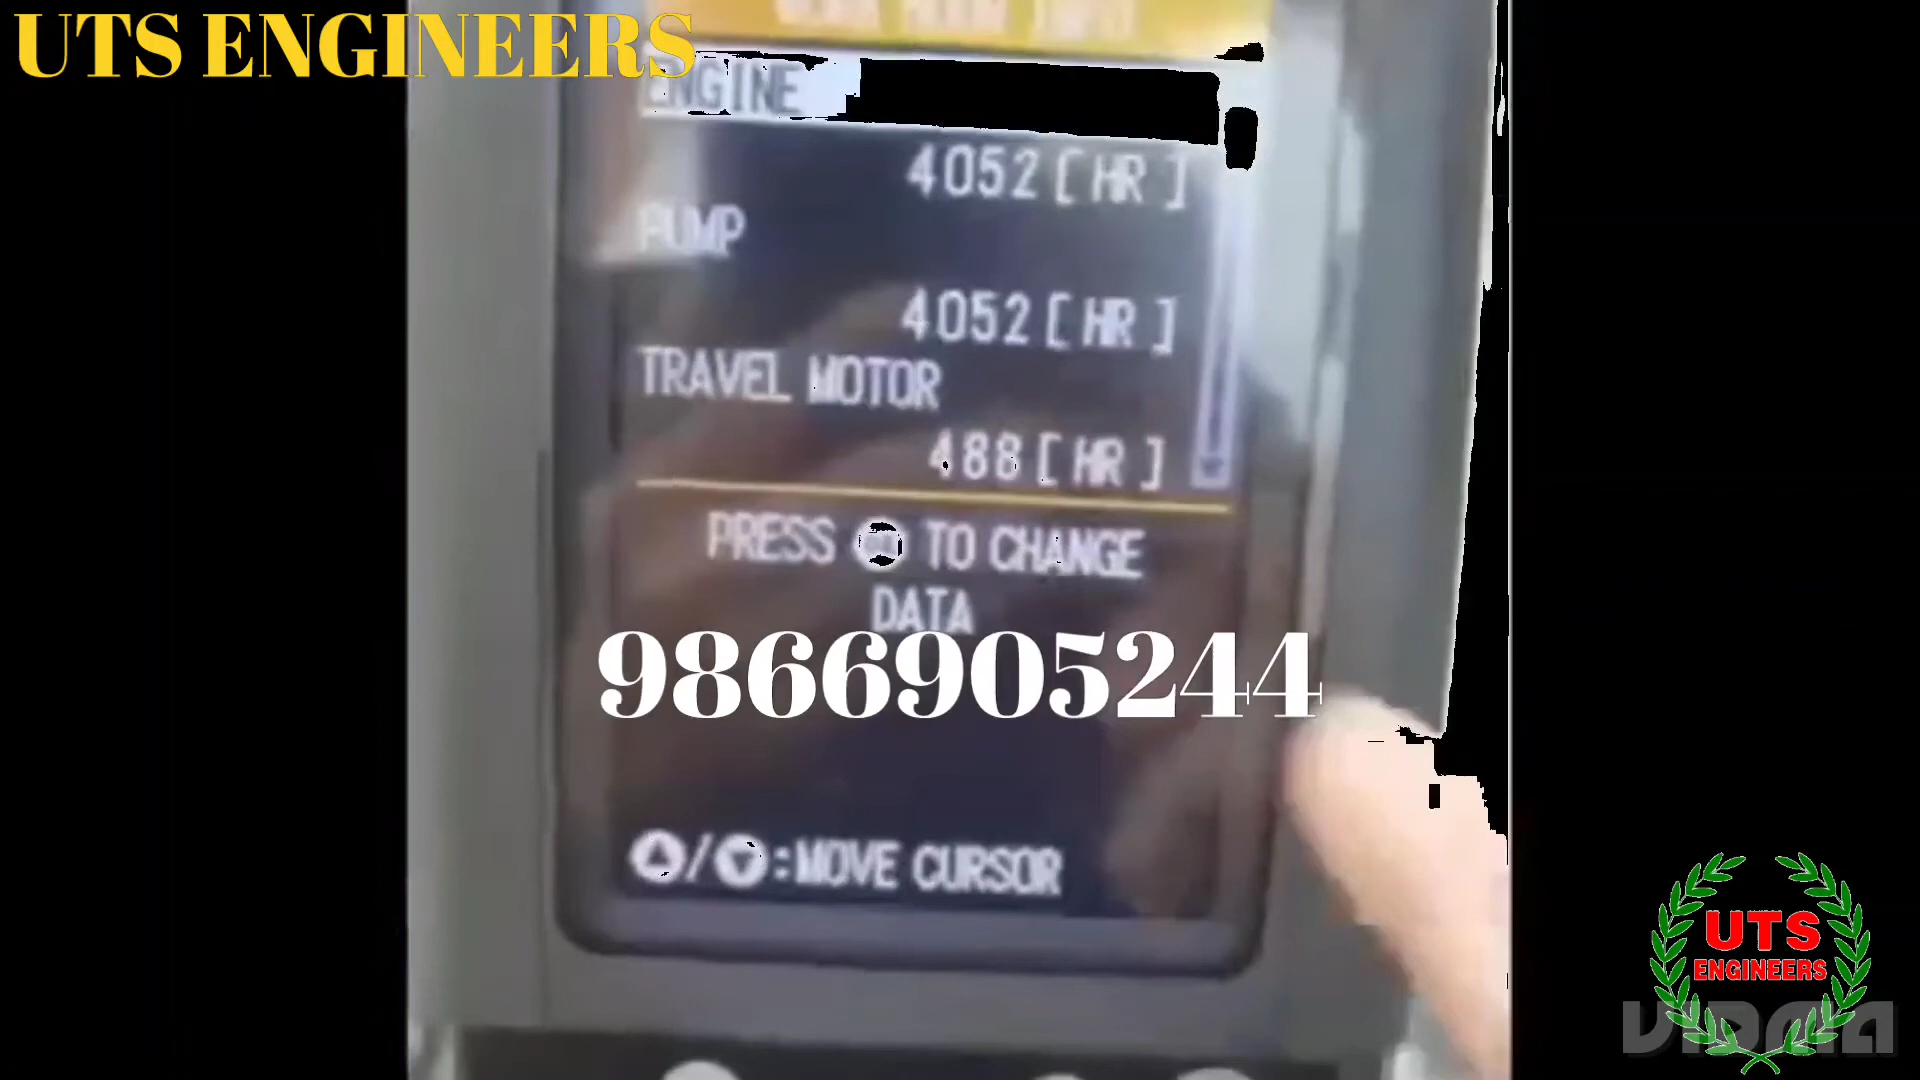 UTS ENGINEERS
ENGINE
4052[HR]
PUMP
4052[HR]
TRAVEL MOTOR
488[HR]
PRESS TO CHANGE
DATA
9866905244
▲/▼:MOVE CURSOR
UTS
ENGINEERS
VIDMA